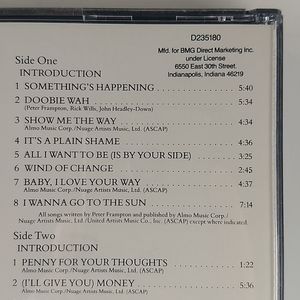 D235180
Mfd. for BMG Direct Marketing Inc.
under License
6550 East 30th Street.
Indianapolis, Indiana 46219
Side One
INTRODUCTION
1 SOMETHING'S HAPPENING 5:40
2 DOOBIE WAH 5:34
(Peter Frampton, Rick Wills, John Headley-Down)
3 SHOW ME THE WAY 4:34
Almo Music Corp./Nuage Artists Music, Ltd. (ASCAP)
4 IT'S A PLAIN SHAME 4:36
5 ALL I WANT TO BE (IS BY YOUR SIDE) 3:25
6 WIND OF CHANGE 2:45
7 BABY, I LOVE YOUR WAY 4:37
Almo Music Corp./Nuage Artists Music, Ltd. (ASCAP)
8 I WANNA GO TO THE SUN 7:14
All songs written by Peter Frampton and published by Almo Music Corp./
Nuage Artists Music, Ltd./United Artists Music Co., Inc. (ASCAP) except where indicated.
Side Two
INTRODUCTION
1 PENNY FOR YOUR THOUGHTS 1:22
Almo Music Corp./Nuage Artists Music, Ltd. (ASCAP)
2 (I'LL GIVE YOU) MONEY 5:36
Almo Music Corp./Nuage Artists Music, Ltd. (ASCAP)